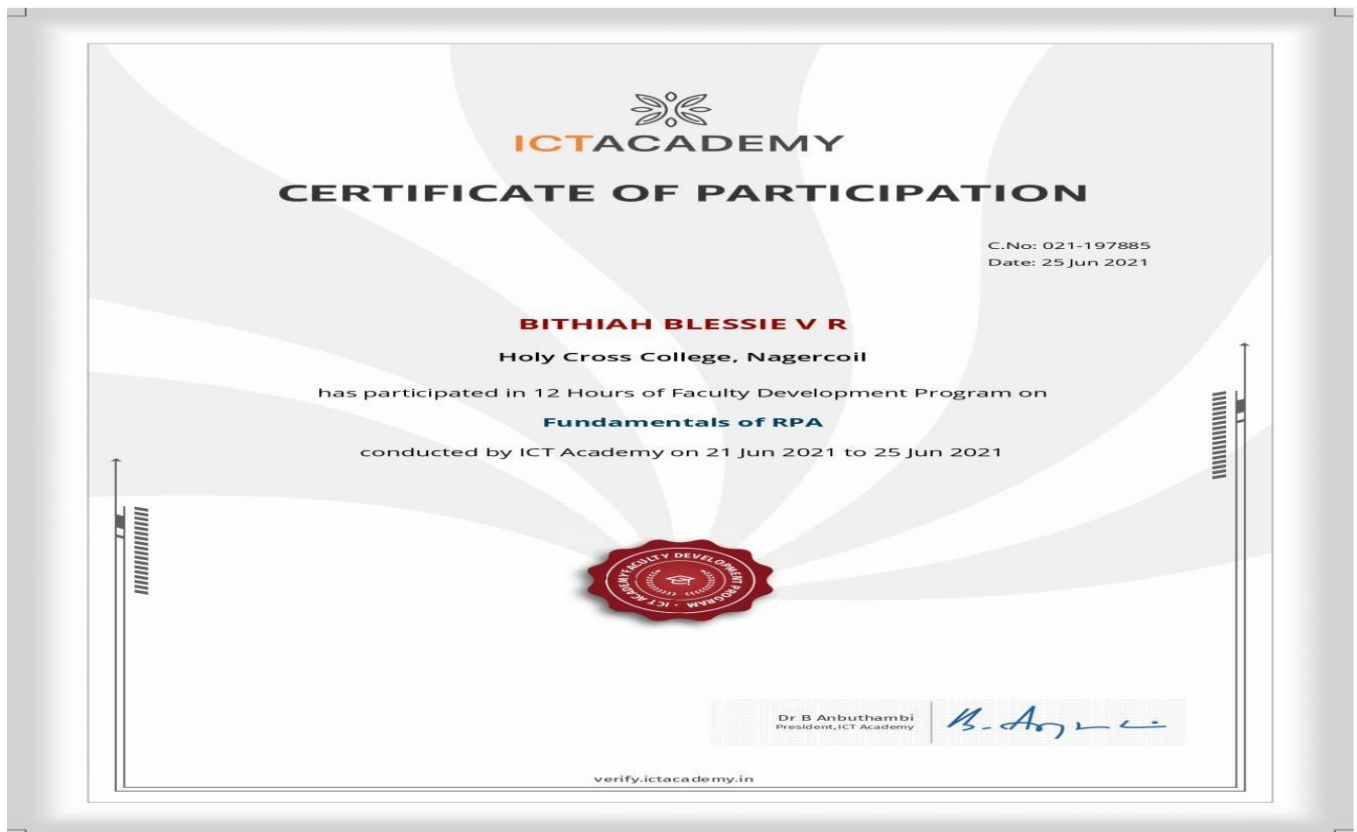 ICTACADEMY
CERTIFICATE OF PARTICIPATION
C.No: 021-197885
Date: 25 Jun 2021
BITHIAH BLESSIE V R
Holy Cross College, Nagercoil
has participated in 12 Hours of Faculty Development Program on
Fundamentals of RPA
conducted by ICT Academy on 21 Jun 2021 to 25 Jun 2021
FACULTY DEVELOPMENT PROGRAM · ICT ACADEMY
Dr B Anbuthambi
President,ICT Academy
verify.ictacademy.in